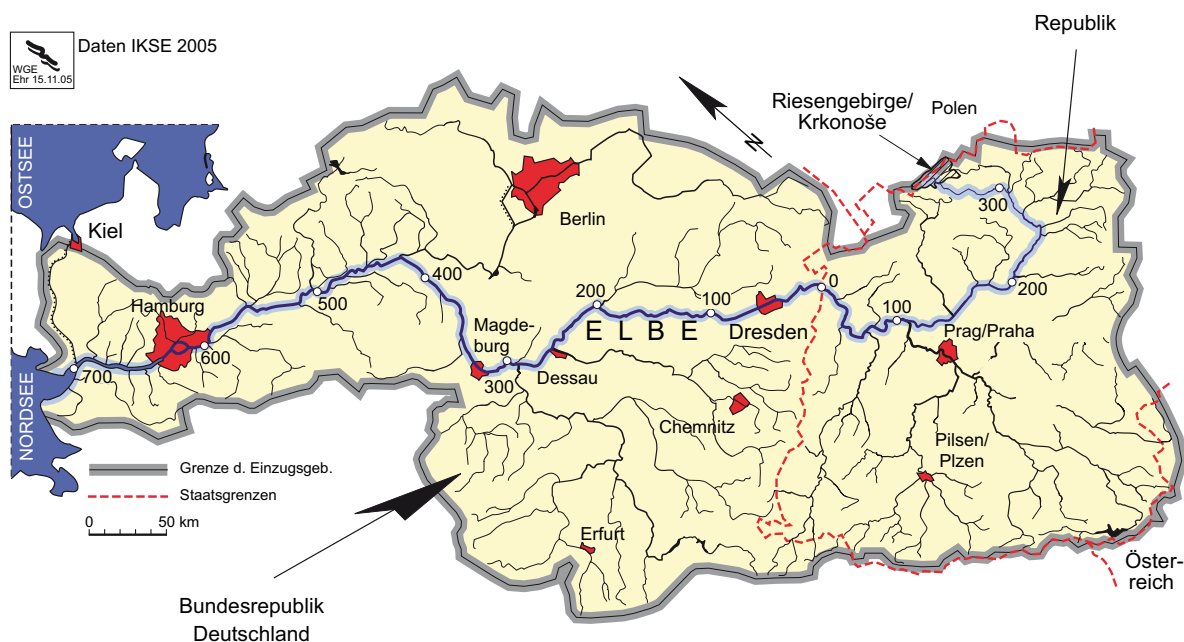 Daten IKSE 2005
WGE
Ehr 15.11.05
Republik
Riesengebirge/
Krkonoše
Polen
N
OSTSEE
Kiel
Berlin
300
Hamburg
400
500
200
100
0
200
100
ELBE
Dresden
Magde-
burg
Prag/Praha
600
700
300
Dessau
NORDSEE
Chemnitz
Pilsen/
Plzen
Grenze d. Einzugsgeb.
Staatsgrenzen
0 50 km
Erfurt
Öster-
reich
Bundesrepublik
Deutschland